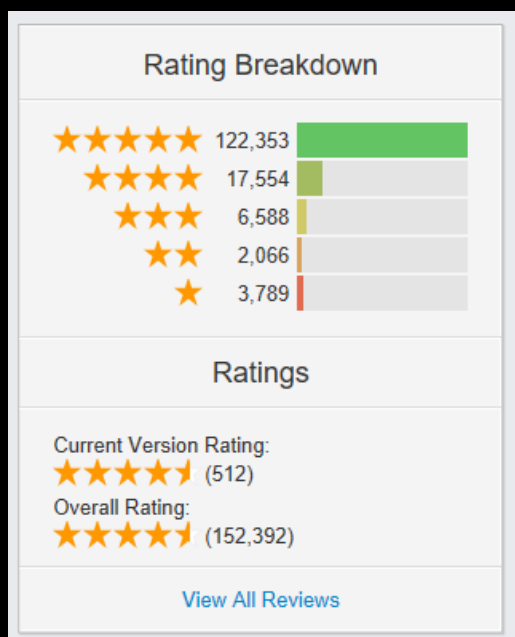 Rating Breakdown
122,353
17,554
6,588
2,066
3,789
Ratings
Current Version Rating:
(512)
Overall Rating:
(152,392)
View All Reviews